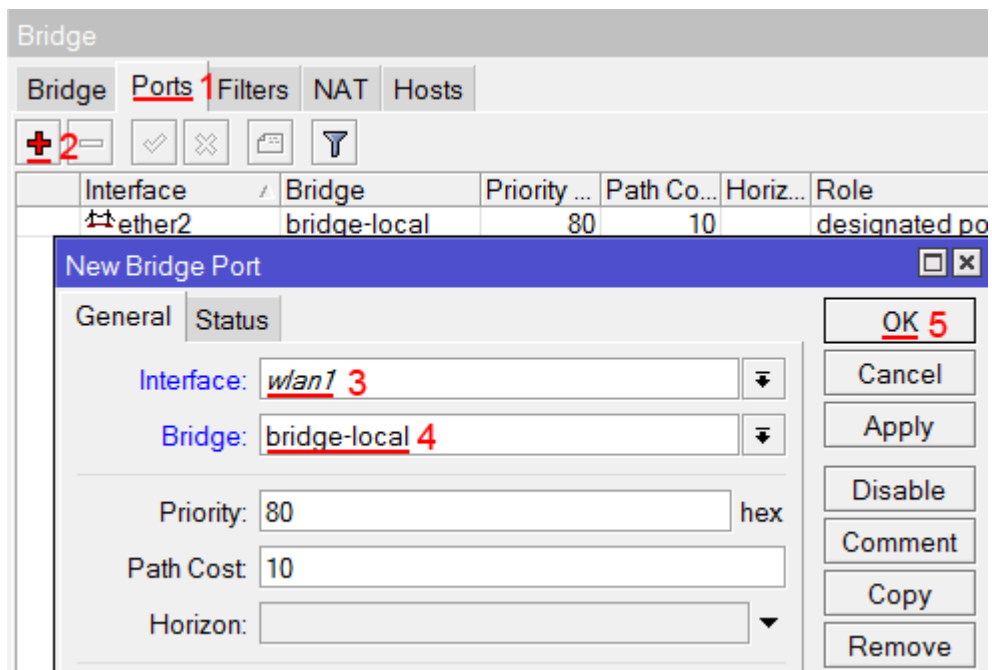 Bridge
Bridge Ports 1 Filters NAT Hosts
2
Interface Bridge Priority ... Path Co... Horiz... Role
ether2 bridge-local 80 10 designated po
New Bridge Port
General Status
OK 5
Interface: wlan1 3
Cancel
Bridge: bridge-local 4
Apply
Disable
Priority: 80 hex
Comment
Path Cost: 10
Copy
Horizon:
Remove